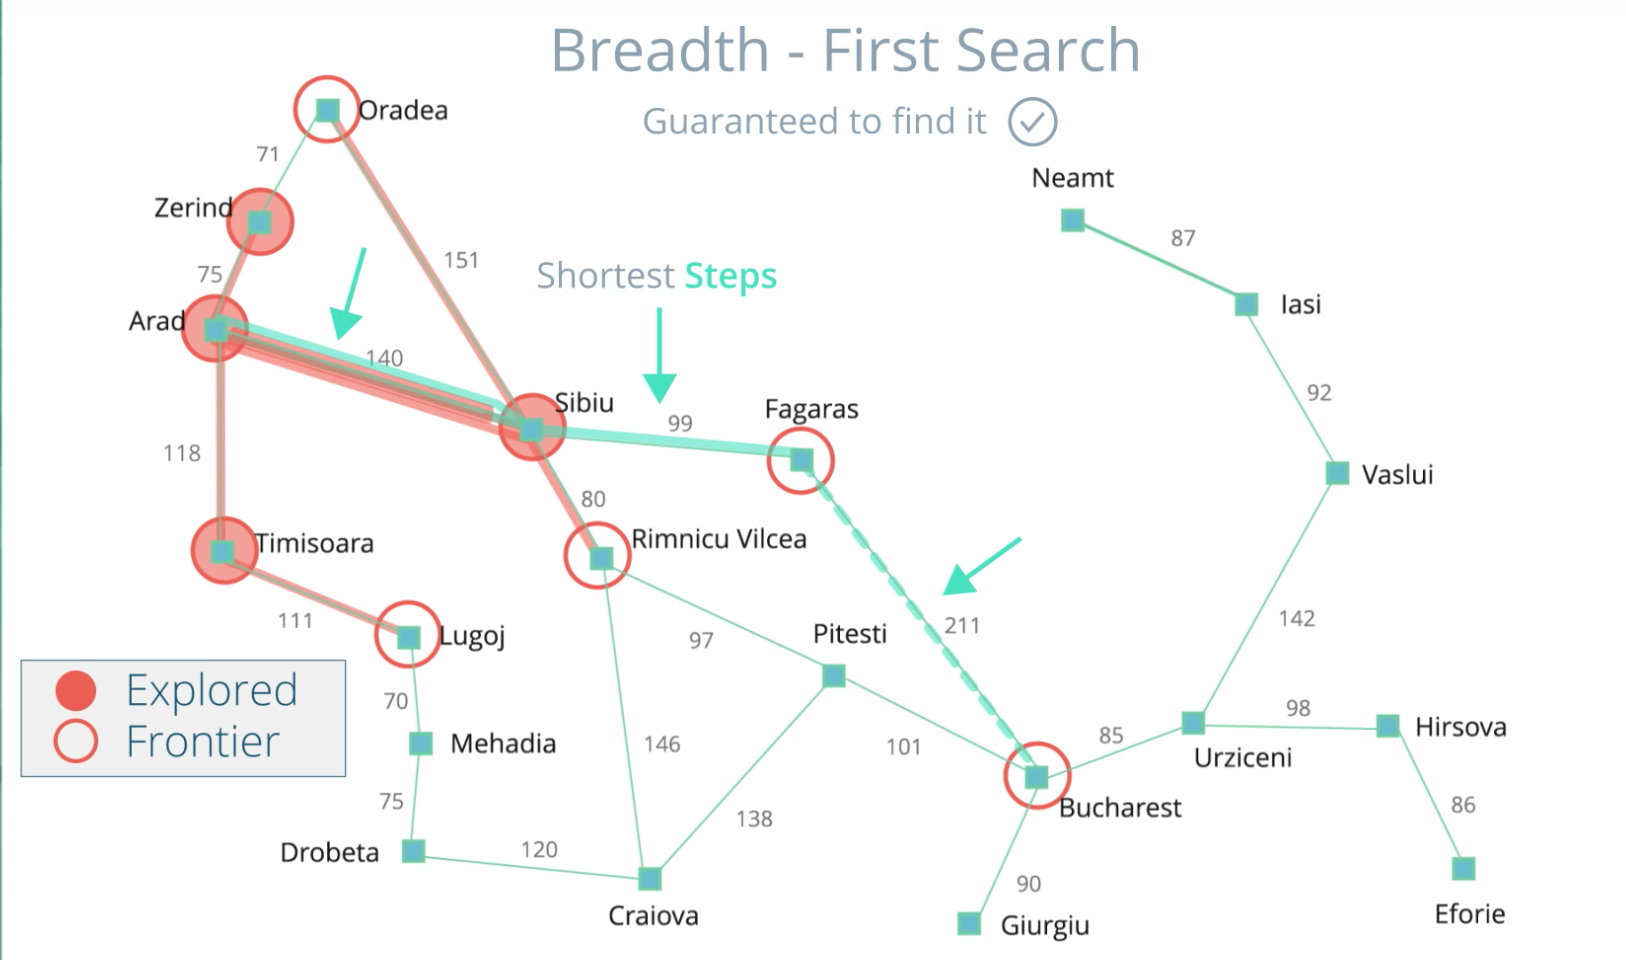 Breadth - First Search
Guaranteed to find it
Oradea
71
Neamt
Zerind
87
151
75
Shortest Steps
Iasi
Arad
140
92
Sibiu
Fagaras
99
118
Vaslui
80
Timisoara
Rimnicu Vilcea
111
211
142
Lugoj
97
Pitesti
Explored
Frontier
70
98
Mehadia
146
101
85
Hirsova
Urziceni
75
138
Bucharest
86
Drobeta
120
90
Craiova
Giurgiu
Eforie